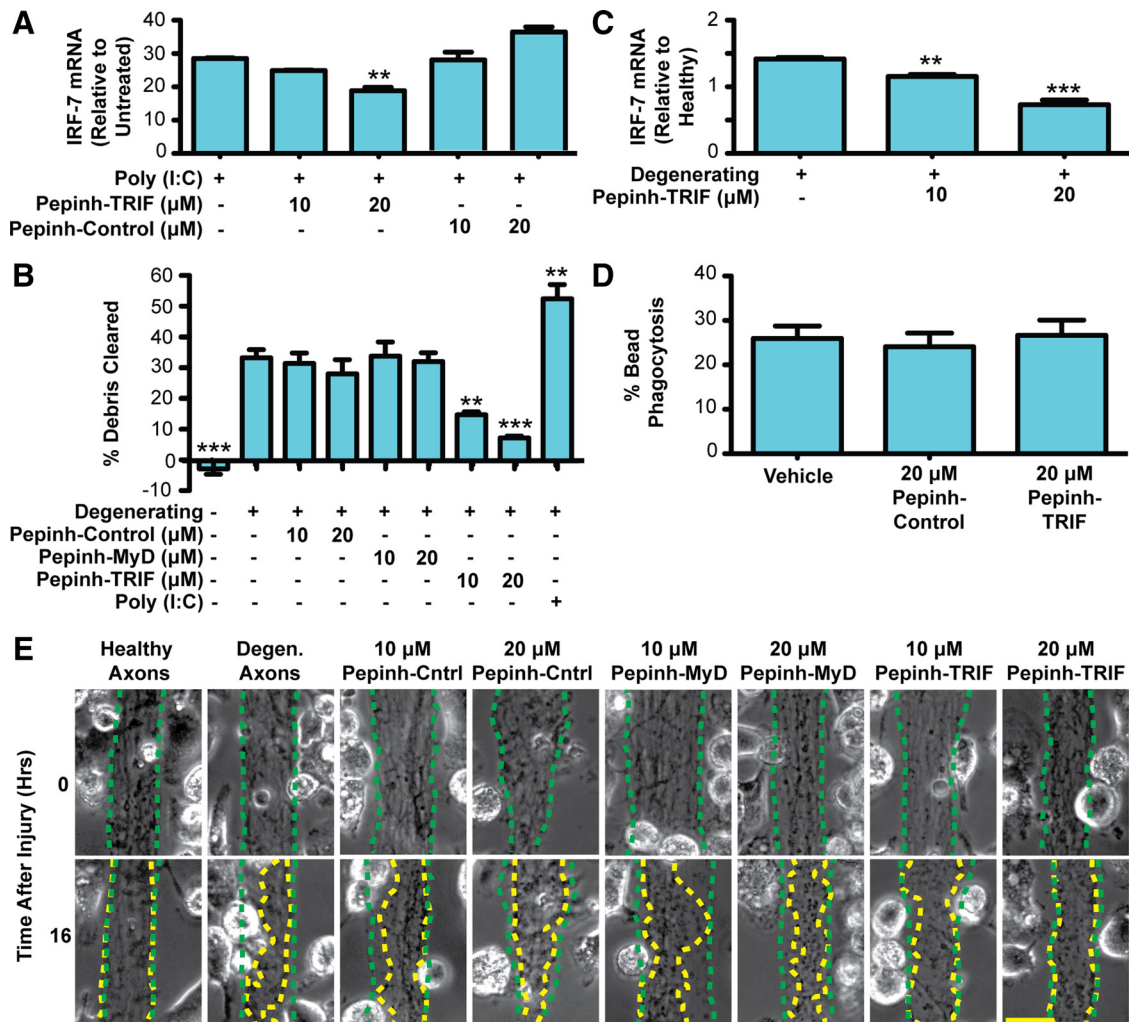 A
IRF-7 mRNA
(Relative to
Untreated)
40
30
20
10
0
**
Poly (I:C) + + + + +
Pepinh-TRIF (µM) - 10 20 - -
Pepinh-Control (µM) - - - 10 20
C
IRF-7 mRNA
(Relative to
Healthy)
2
1
0
**
***
Degenerating + + +
Pepinh-TRIF (µM) - 10 20
B
% Debris Cleared
60
50
40
30
20
10
0
-10
***
**
***
**
Degenerating - + + + + + + + +
Pepinh-Control (µM) - - 10 20 - - - - -
Pepinh-MyD (µM) - - - - 10 20 - - -
Pepinh-TRIF (µM) - - - - - - 10 20 -
Poly (I:C) - - - - - - - - +
D
% Bead
Phagocytosis
40
30
20
10
0
Vehicle
20 µM
Pepinh-
Control
20 µM
Pepinh-
TRIF
E
Healthy
Axons
Degen.
Axons
10 µM
Pepinh-Cntrl
20 µM
Pepinh-Cntrl
10 µM
Pepinh-MyD
20 µM
Pepinh-MyD
10 µM
Pepinh-TRIF
20 µM
Pepinh-TRIF
Time After Injury (Hrs)
0
16